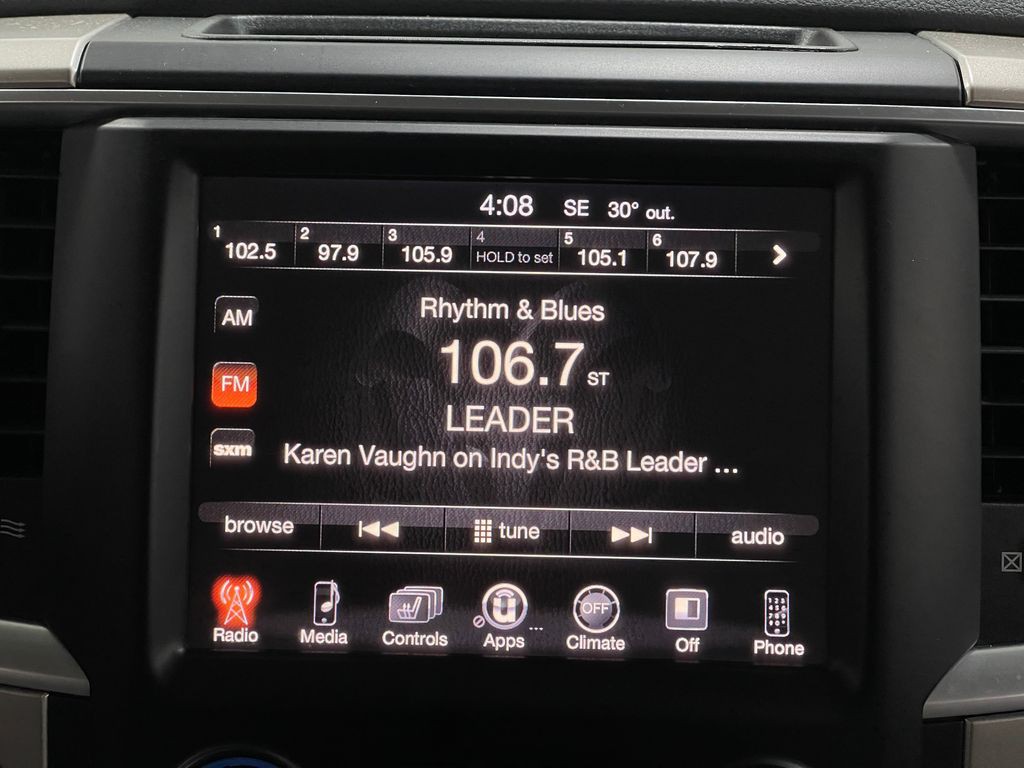 4:08 SE 30° out.
1 2 3 4 5 6
102.5 97.9 105.9 HOLD to set 105.1 107.9
Rhythm & Blues
AM
106.7 ST
FM
LEADER
sxm
Karen Vaughn on Indy's R&B Leader ...
browse tune audio
OFF
Radio Media Controls Apps ... Climate Off Phone